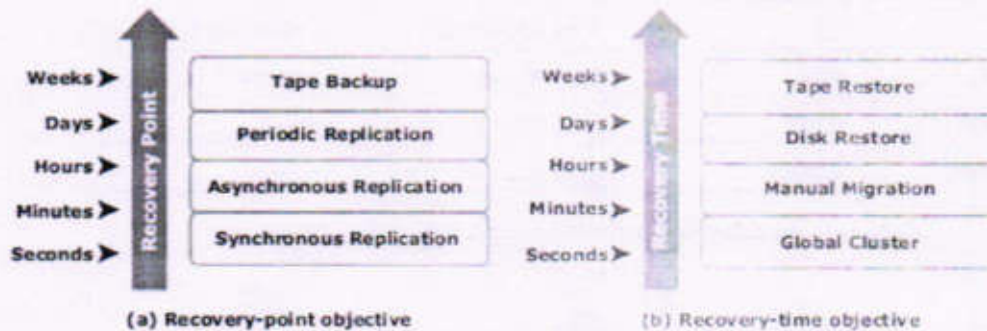 Weeks
Days
Hours
Minutes
Seconds
Recovery Point
Tape Backup
Periodic Replication
Asynchronous Replication
Synchronous Replication
(a) Recovery-point objective
Weeks
Days
Hours
Minutes
Seconds
Recovery Time
Tape Restore
Disk Restore
Manual Migration
Global Cluster
(b) Recovery-time objective